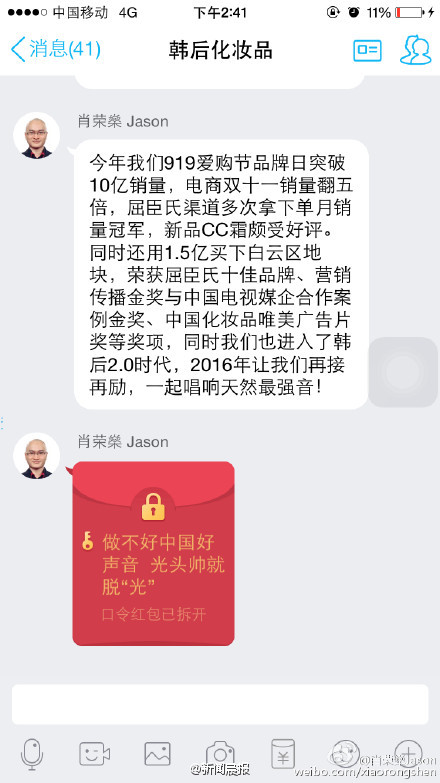 中国移动 4G 下午2:41 11%
消息(41) 韩后化妆品
肖荣燊 Jason
今年我们919爱购节品牌日突破
10亿销量，电商双十一销量翻五
倍，屈臣氏渠道多次拿下单月销
量冠军，新品CC霜颇受好评。
同时还用1.5亿买下白云区地
块，荣获屈臣氏十佳品牌、营销
传播金奖与中国电视媒企合作案
例金奖、中国化妆品唯美广告片
奖等奖项，同时我们也进入了韩
后2.0时代，2016年让我们再接
再励，一起唱响天然最强音！
肖荣燊 Jason
做不好中国好
声音 光头帅就
脱“光”
口令红包已拆开
@新闻晨报
@肖荣燊Jason
weibo.com/xiaorongshen